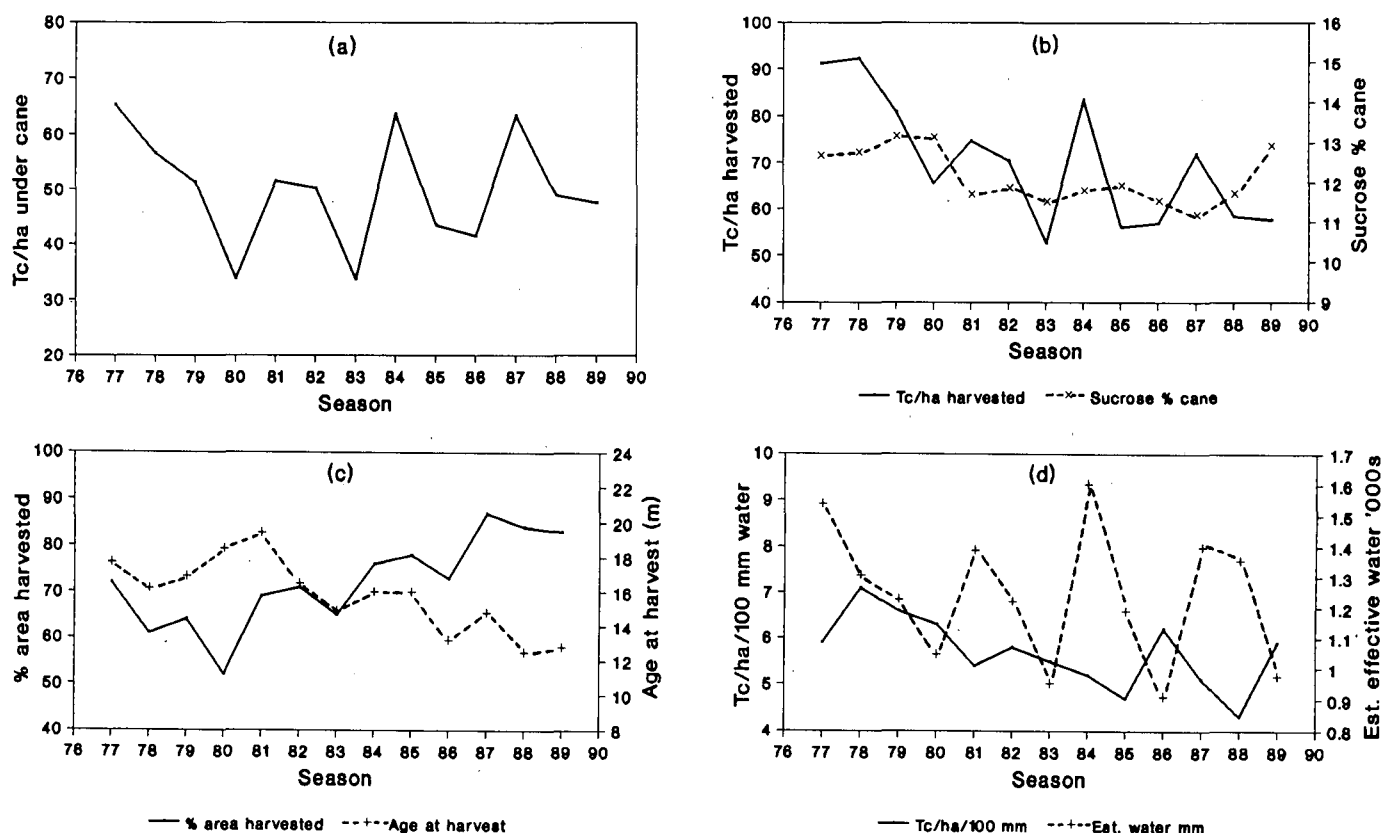 (a)
Tc/ha under cane
80
70
60
50
40
30
20
76 77 78 79 80 81 82 83 84 85 86 87 88 89 90
Season
(b)
Tc/ha harvested
100
90
80
70
60
50
40
Sucrose % cane
16
15
14
13
12
11
10
9
76 77 78 79 80 81 82 83 84 85 86 87 88 89 90
Season
Tc/ha harvested Sucrose % cane
(c)
% area harvested
100
90
80
70
60
50
40
Age at harvest (m)
24
22
20
18
16
14
12
10
8
76 77 78 79 80 81 82 83 84 85 86 87 88 89 90
Season
% area harvested Age at harvest
(d)
Tc/ha/100 mm water
10
9
8
7
6
5
4
Est. effective water '000s
1.7
1.6
1.5
1.4
1.3
1.2
1.1
1
0.9
0.8
76 77 78 79 80 81 82 83 84 85 86 87 88 89 90
Season
Tc/ha/100 mm Est. water mm